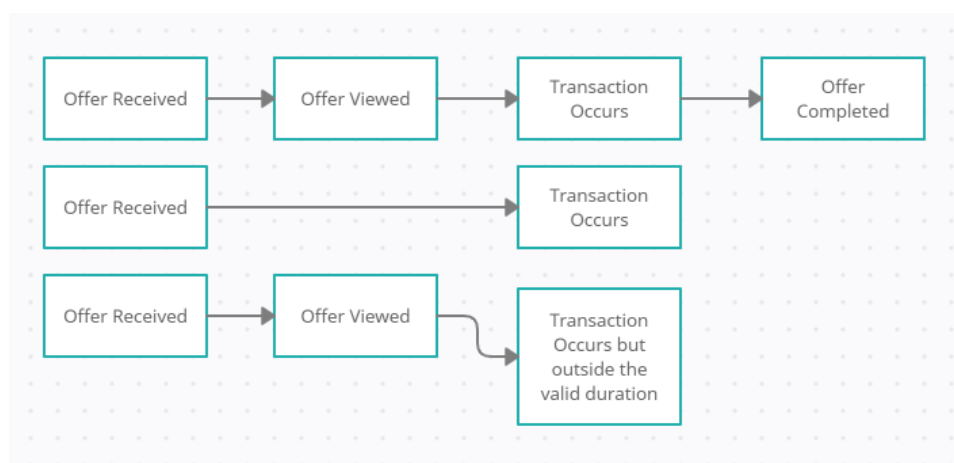 Offer Received
Offer Viewed
Transaction
Occurs
Offer
Completed
Offer Received
Transaction
Occurs
Offer Received
Offer Viewed
Transaction
Occurs but
outside the
valid duration